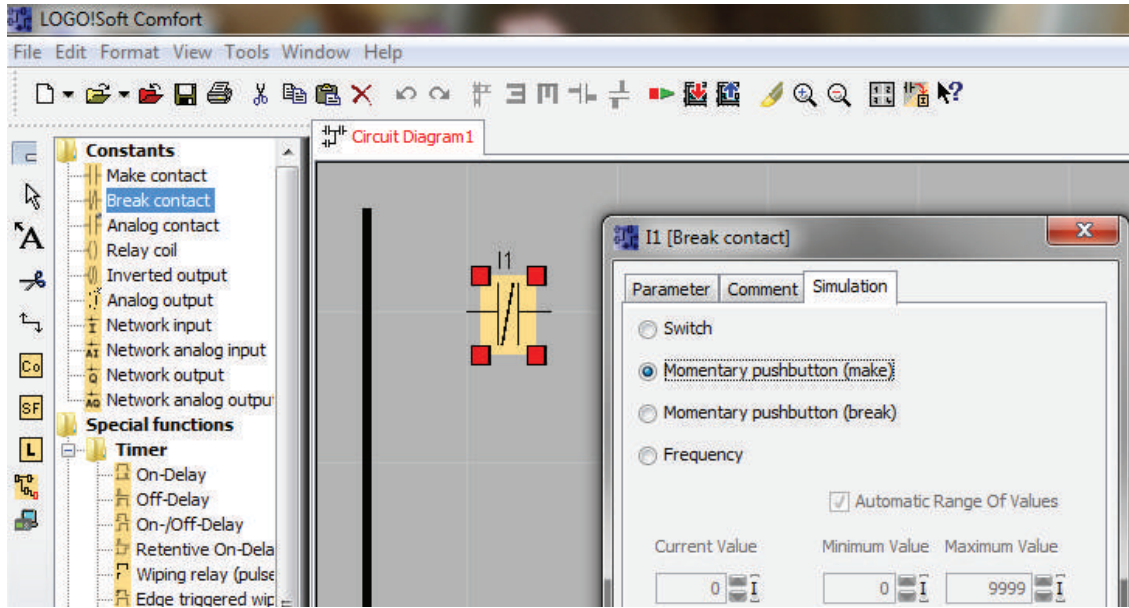 LOGO!Soft Comfort
File Edit Format View Tools Window Help
Circuit Diagram1
Constants
Make contact
Break contact
Analog contact
Relay coil
Inverted output
Analog output
Network input
Network analog input
Network output
Network analog outpu
Special functions
Timer
On-Delay
Off-Delay
On-/Off-Delay
Retentive On-Dela
Wiping relay (pulse
Edge triggered wip
Co
SF
L
I1
I1 [Break contact]
Parameter Comment Simulation
Switch
Momentary pushbutton (make)
Momentary pushbutton (break)
Frequency
Automatic Range Of Values
Current Value Minimum Value Maximum Value
0 0 9999